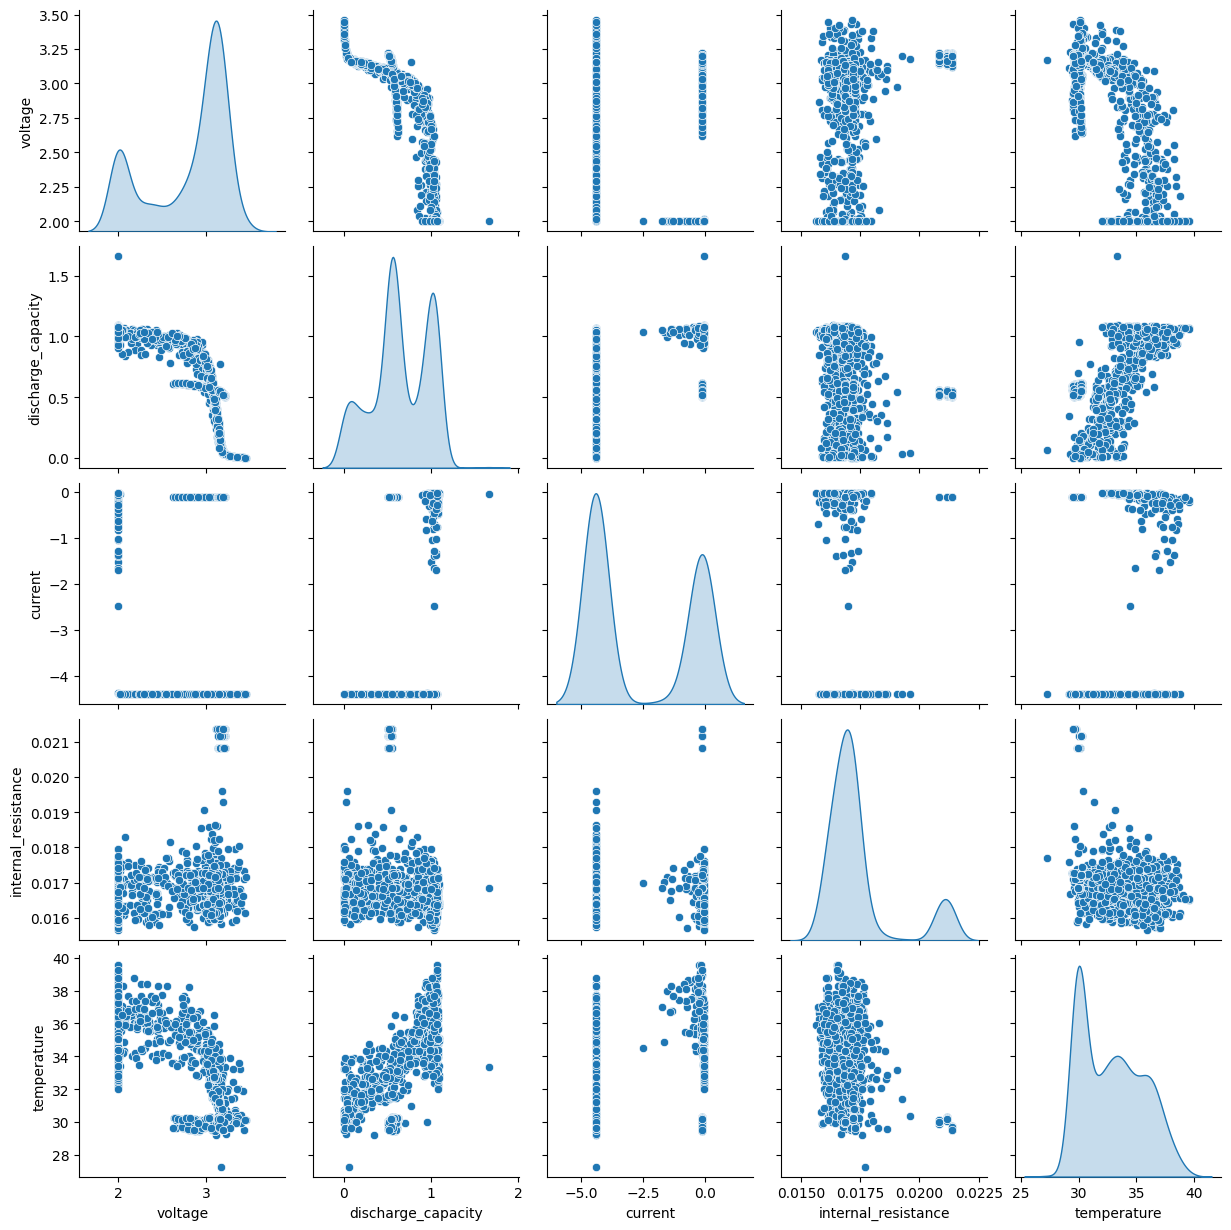 3.50
3.25
3.00
2.75
2.50
2.25
2.00
voltage
1.5
1.0
0.5
0.0
discharge_capacity
0
−1
−2
−3
−4
current
0.021
0.020
0.019
0.018
0.017
0.016
internal_resistance
40
38
36
34
32
30
28
temperature
2 3
voltage
0 1 2
discharge_capacity
−5.0 −2.5 0.0
current
0.0150 0.0175 0.0200 0.0225
internal_resistance
25 30 35 40
temperature